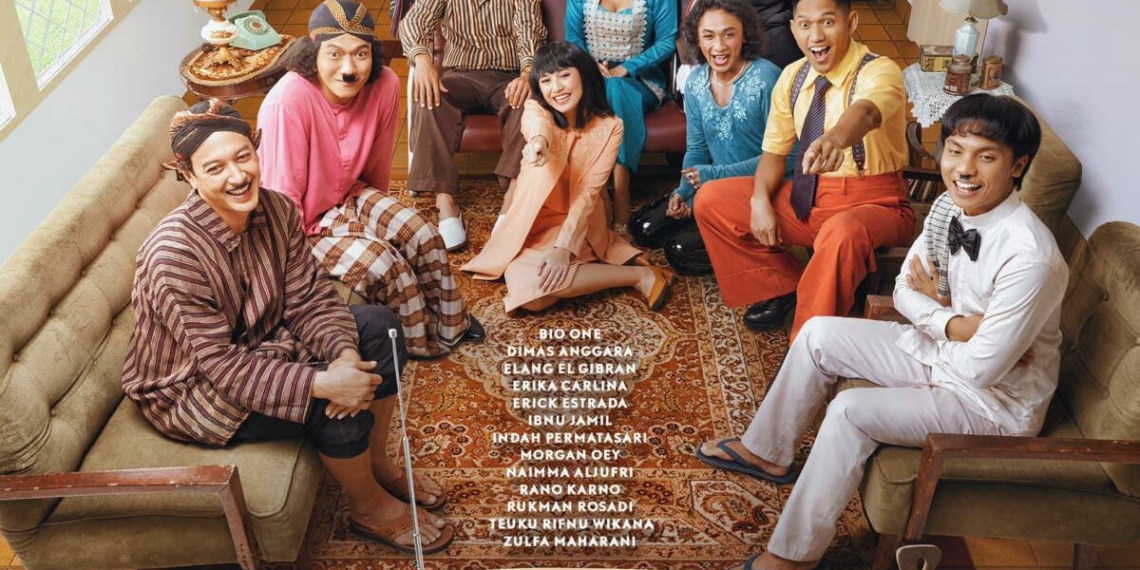 BIO ONE
DIMAS ANGGARA
ELANG EL GIBRAN
ERIKA CARLINA
ERICK ESTRADA
IBNU JAMIL
INDAH PERMATASARI
MORGAN OEY
NAIMMA ALJUFRI
RANO KARNO
RUKMAN ROSADI
TEUKU RIFNU WIKANA
ZULFA MAHARANI